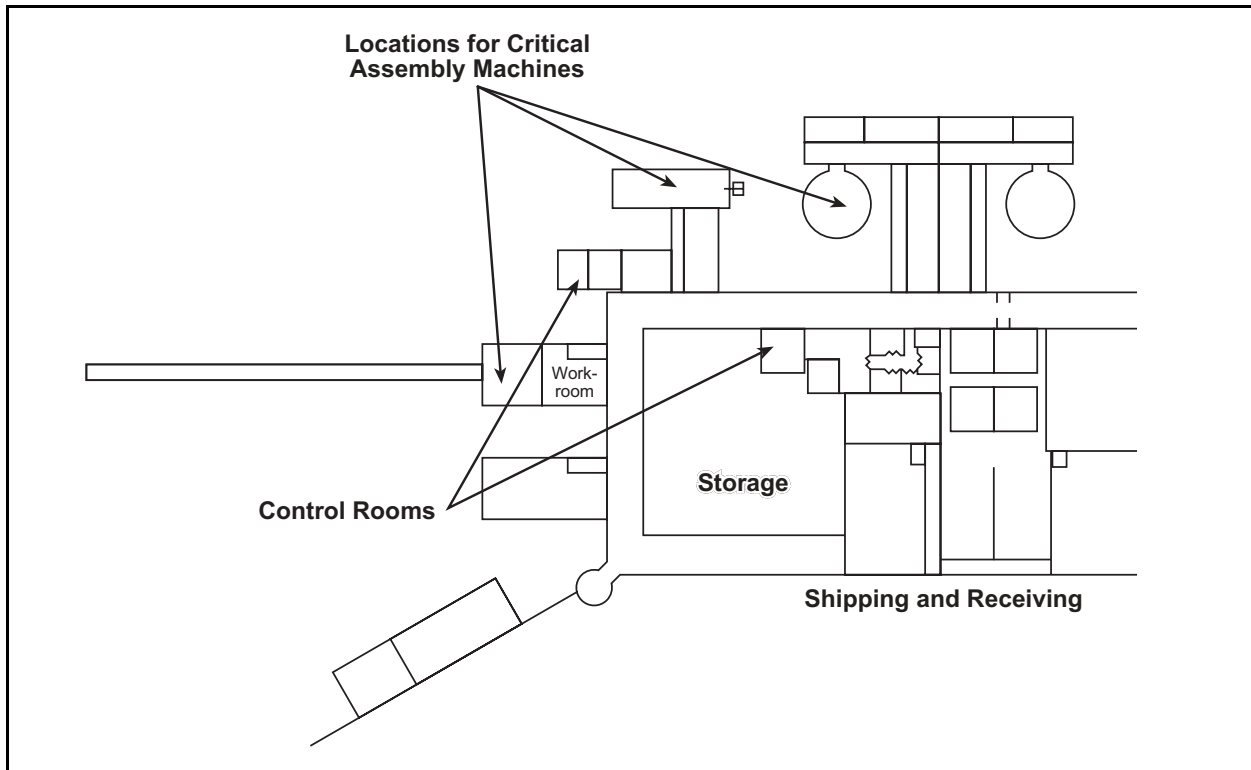 Locations for Critical
Assembly Machines
Work-
room
Storage
Control Rooms
Shipping and Receiving